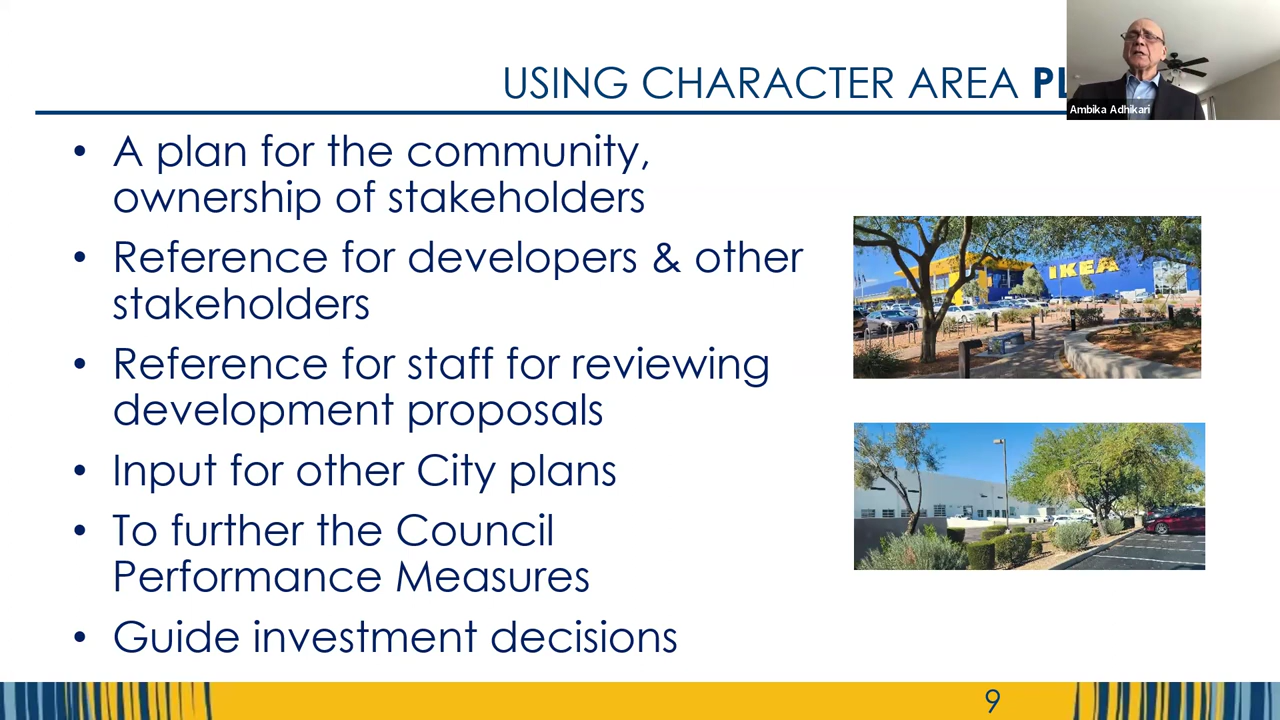 USING CHARACTER AREA
Ambika Adhikari
• A plan for the community,
ownership of stakeholders
• Reference for developers & other
stakeholders
• Reference for staff for reviewing
development proposals
• Input for other City plans
• To further the Council
Performance Measures
• Guide investment decisions
IKEA
9